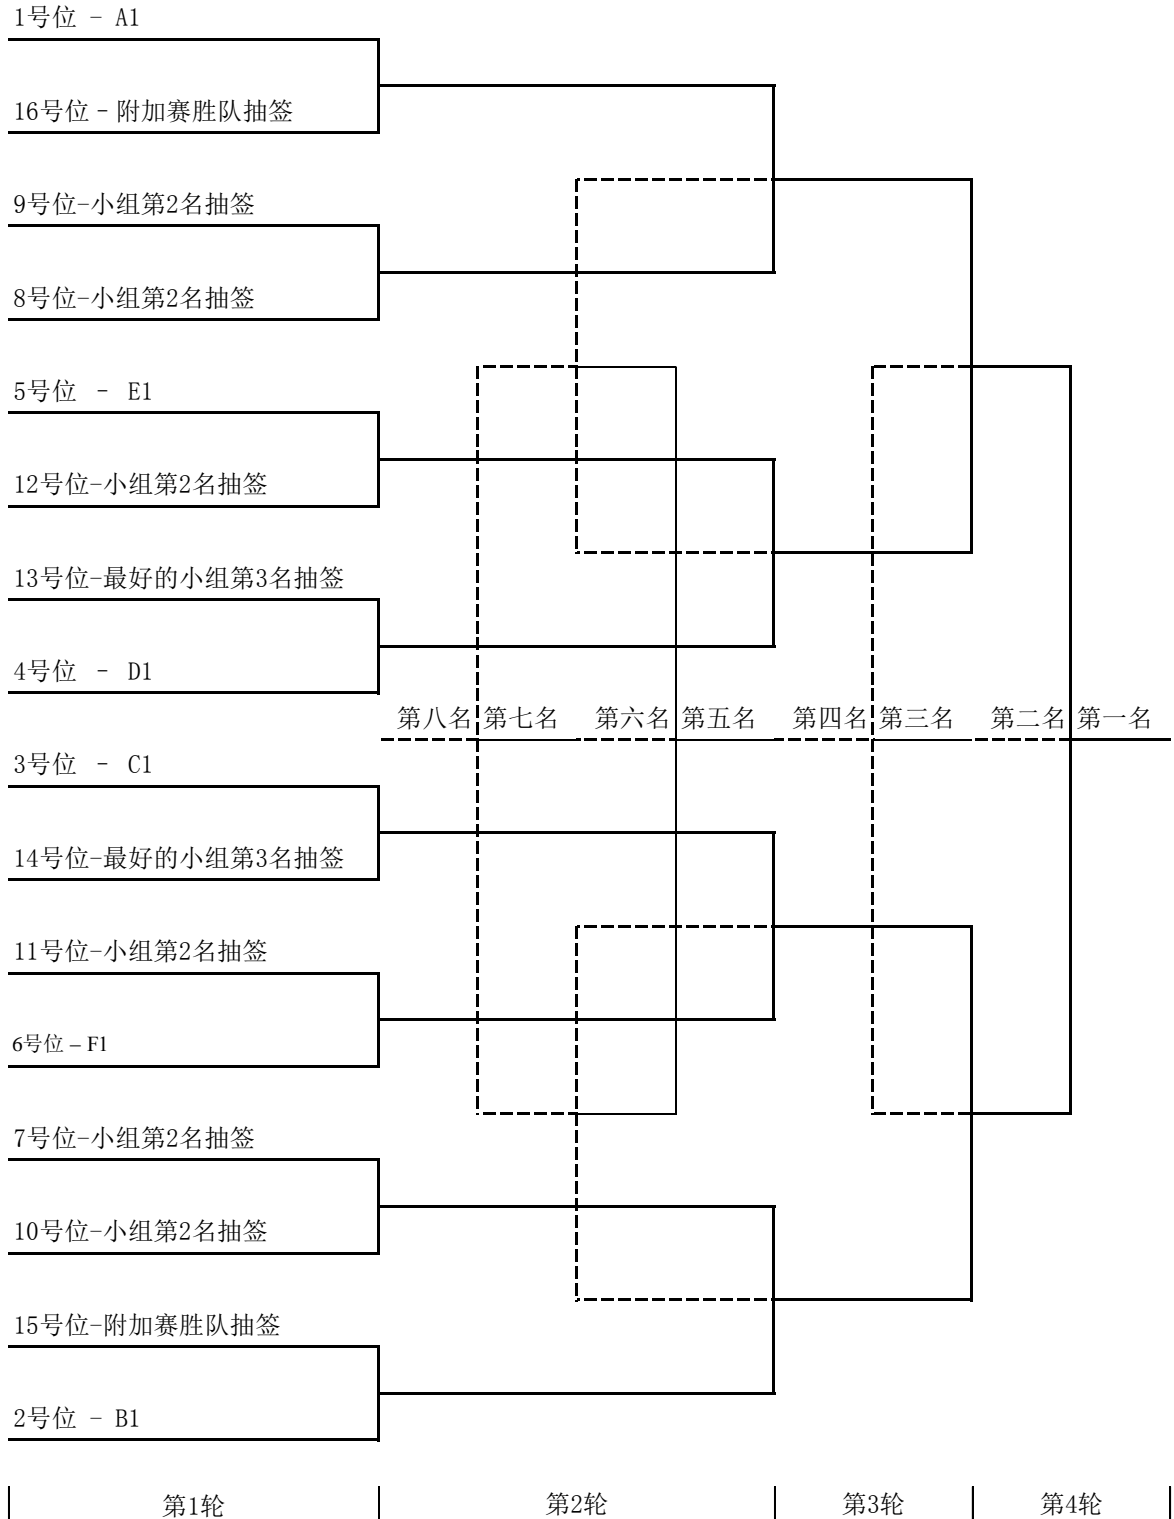 1号位 - A1
16号位 - 附加赛胜队抽签
9号位-小组第2名抽签
8号位-小组第2名抽签
5号位 - E1
12号位-小组第2名抽签
13号位-最好的小组第3名抽签
4号位 - D1
第八名 第七名 第六名 第五名 第四名 第三名 第二名 第一名
3号位 - C1
14号位-最好的小组第3名抽签
11号位-小组第2名抽签
6号位 – F1
7号位-小组第2名抽签
10号位-小组第2名抽签
15号位-附加赛胜队抽签
2号位 - B1
第1轮 第2轮 第3轮 第4轮